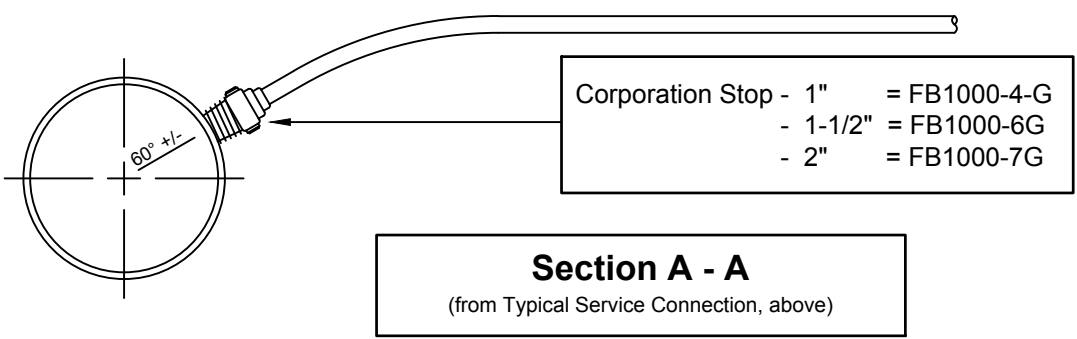 Corporation Stop - 1" = FB1000-4-G
- 1-1/2" = FB1000-6G
- 2" = FB1000-7G
60° +/-
Section A - A
(from Typical Service Connection, above)